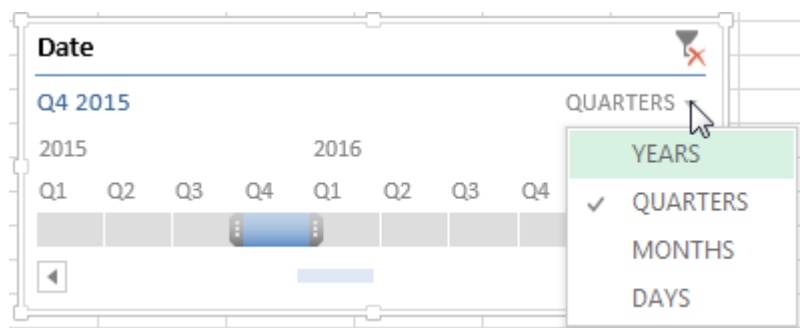 Date
Q4 2015 QUARTERS
2015 2016
Q1 Q2 Q3 Q4 Q1 Q2 Q3 Q4
YEARS
QUARTERS
MONTHS
DAYS